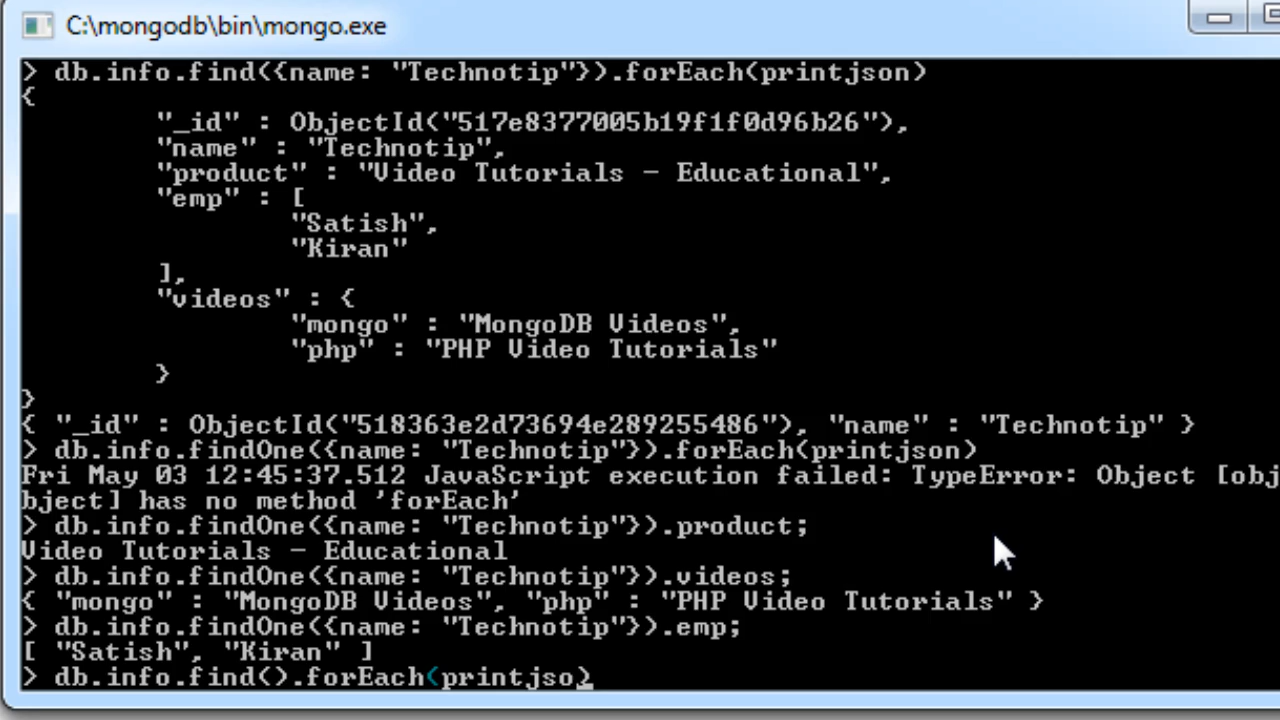 C:\mongodb\bin\mongo.exe
> db.info.find({name: "Technotip"}).forEach(printjson)
{
        "_id" : ObjectId("517e8377005b19f1f0d96b26"),
        "name" : "Technotip",
        "product" : "Video Tutorials - Educational",
        "emp" : [
                "Satish",
                "Kiran"
        ],
        "videos" : {
                "mongo" : "MongoDB Videos",
                "php" : "PHP Video Tutorials"
        }
}
{ "_id" : ObjectId("518363e2d73694e289255486"), "name" : "Technotip" }
> db.info.findOne({name: "Technotip"}).forEach(printjson)
Fri May 03 12:45:37.512 JavaScript execution failed: TypeError: Object [obj
bject] has no method 'forEach'
> db.info.findOne({name: "Technotip"}).product;
Video Tutorials - Educational
> db.info.findOne({name: "Technotip"}).videos;
{ "mongo" : "MongoDB Videos", "php" : "PHP Video Tutorials" }
> db.info.findOne({name: "Technotip"}).emp;
[ "Satish", "Kiran" ]
> db.info.find().forEach(printjso)